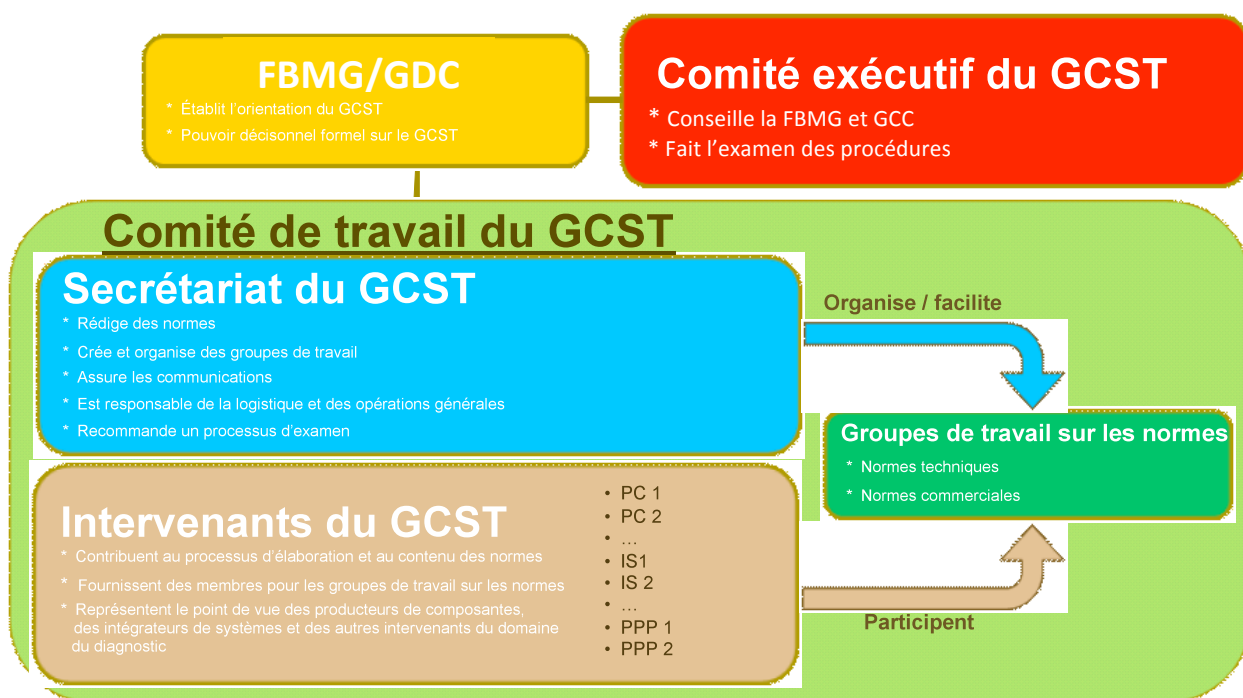 FBMG/GDC
* Établit l'orientation du GCST
* Pouvoir décisonnel formel sur le GCST
Comité exécutif du GCST
* Conseille la FBMG et GCC
* Fait l'examen des procédures
Comité de travail du GCST
Secrétariat du GCST
* Rédige des normes
* Crée et organise des groupes de travail
* Assure les communications
* Est responsable de la logistique et des opérations générales
* Recommande un processus d'examen
Organise / facilite
Groupes de travail sur les normes
* Normes techniques
* Normes commerciales
Intervenants du GCST
* Contribuent au processus d'élaboration et au contenu des normes
* Fournissent des membres pour les groupes de travail sur les normes
* Représentent le point de vue des producteurs de composantes,
des intégrateurs de systèmes et des autres intervenants du domaine
du diagnostic
• PC 1
• PC 2
• ...
• IS1
• IS 2
• ...
• PPP 1
• PPP 2
Participent